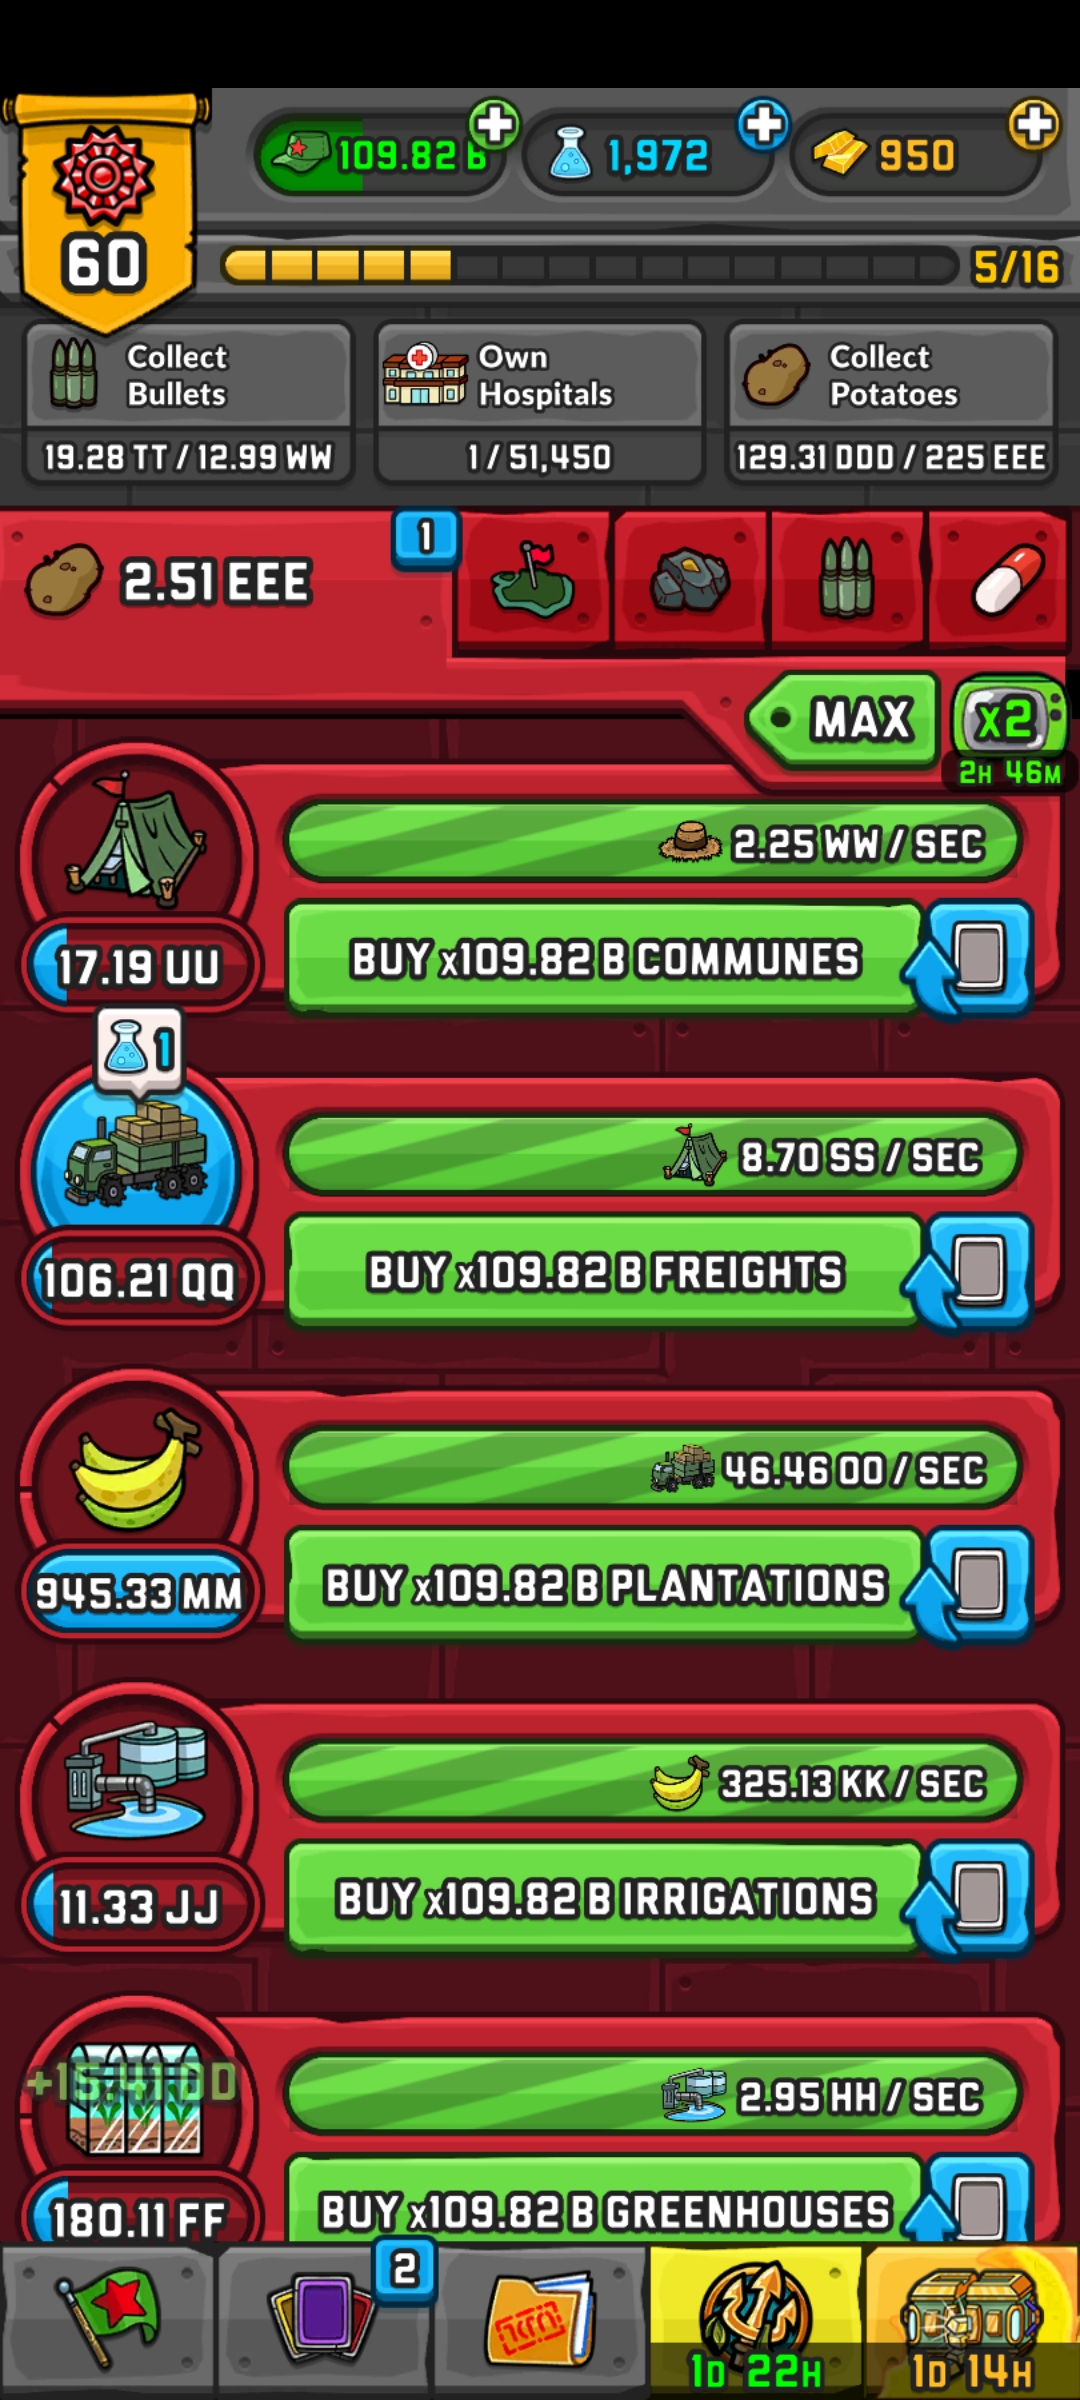 109.82 B
1,972
950
60
5/16
Collect
Bullets
19.28 TT / 12.99 WW
Own
Hospitals
1 / 51,450
Collect
Potatoes
129.31 DDD / 225 EEE
2.51 EEE
1
MAX
x2
2H 46M
2.25 WW / SEC
17.19 UU
BUY x109.82 B COMMUNES
1
8.70 SS / SEC
106.21 QQ
BUY x109.82 B FREIGHTS
46.46 OO / SEC
945.33 MM
BUY x109.82 B PLANTATIONS
325.13 KK / SEC
11.33 JJ
BUY x109.82 B IRRIGATIONS
2.95 HH / SEC
180.11 FF
BUY x109.82 B GREENHOUSES
2
1D 22H
1D 14H